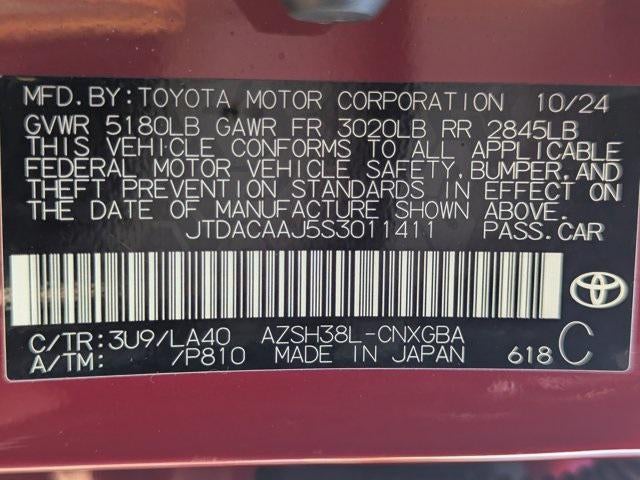 MFD.BY:TOYOTA MOTOR CORPORATION 10/24
GVWR 5180LB GAWR FR 3020LB RR 2845LB
THIS VEHICLE CONFORMS TO ALL APPLICABLE
FEDERAL MOTOR VEHICLE SAFETY,BUMPER,AND
THEFT PREVENTION STANDARDS IN EFFECT ON
THE DATE OF MANUFACTURE SHOWN ABOVE.
JTDACAAJ5S3011411 PASS.CAR
C/TR:3U9/LA40 AZSH38L-CNXGBA
A/TM: /P810 MADE IN JAPAN 618 C